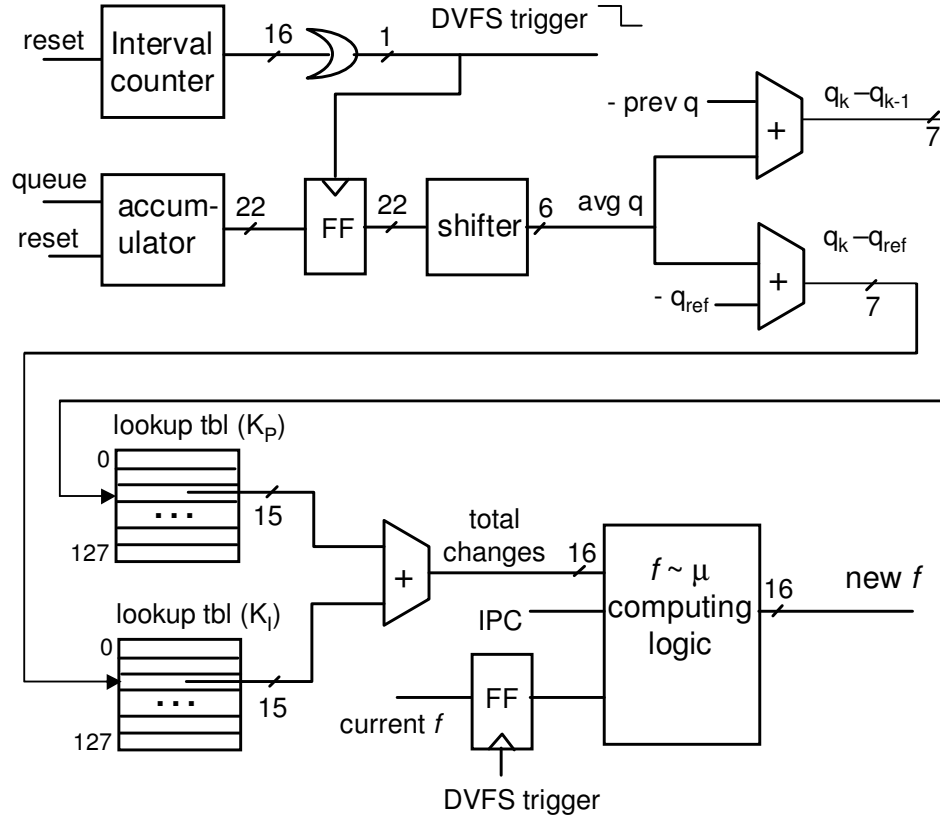 DVFS trigger
reset
Interval
counter
16
1
- prev q
+
q_k – q_{k-1}
7
queue
reset
accum-
ulator
22
FF
22
shifter
6
avg q
- q_ref
+
q_k – q_ref
7
lookup tbl (K_P)
0
...
127
15
lookup tbl (K_I)
0
...
127
15
+
total
changes
16
IPC
f ~ μ
computing
logic
16
new f
current f
FF
DVFS trigger